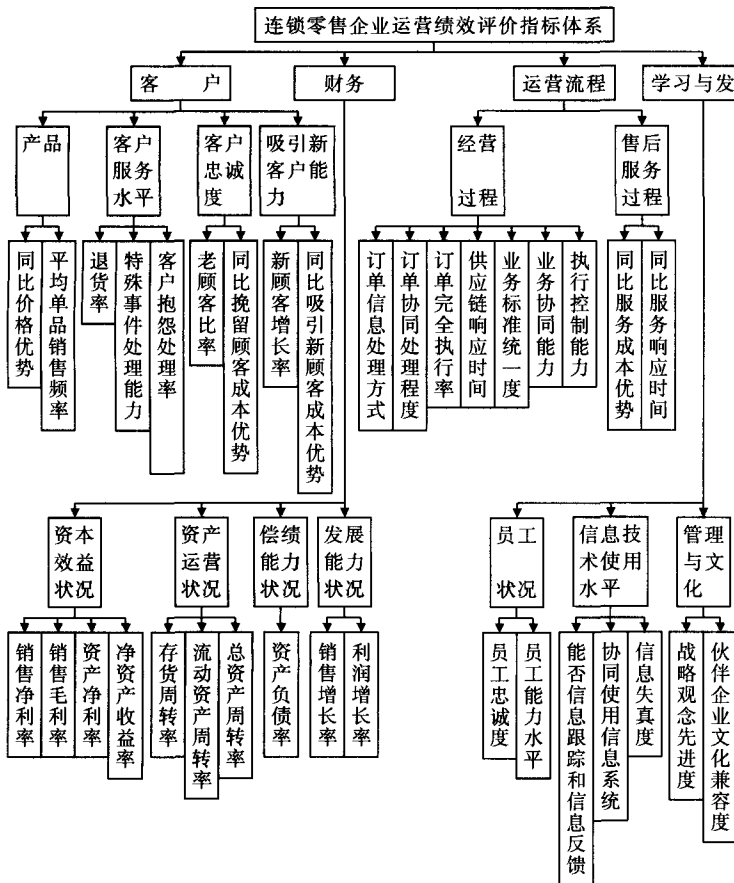 连锁零售企业运营绩效评价指标体系
客 户
财务
运营流程
学习与发
产品
客户
服务
水平
客户
忠诚
度
吸引新
客户能
力
经营
过程
售后
服务
过程
同比价格优势
平均单品销售频率
退货率
特殊事件处理能力
客户抱怨处理率
老顾客比率
同比挽留顾客成本优势
新顾客增长率
同比吸引新顾客成本优势
订单信息处理方式
订单协同处理程度
订单完全执行率
供应链响应时间
业务标准统一度
业务协同能力
执行控制能力
同比服务成本优势
同比服务响应时间
资本
效益
状况
资产
运营
状况
偿绩
能力
状况
发展
能力
状况
员工
状况
信息技
术使用
水平
管理
与文
化
销售净利率
销售毛利率
资产净利率
净资产收益率
存货周转率
流动资产周转率
总资产周转率
资产负债率
销售增长率
利润增长率
员工忠诚度
员工能力水平
能否信息跟踪和信息反馈
协同使用信息系统
信息失真度
战略观念先进度
伙伴企业文化兼容度